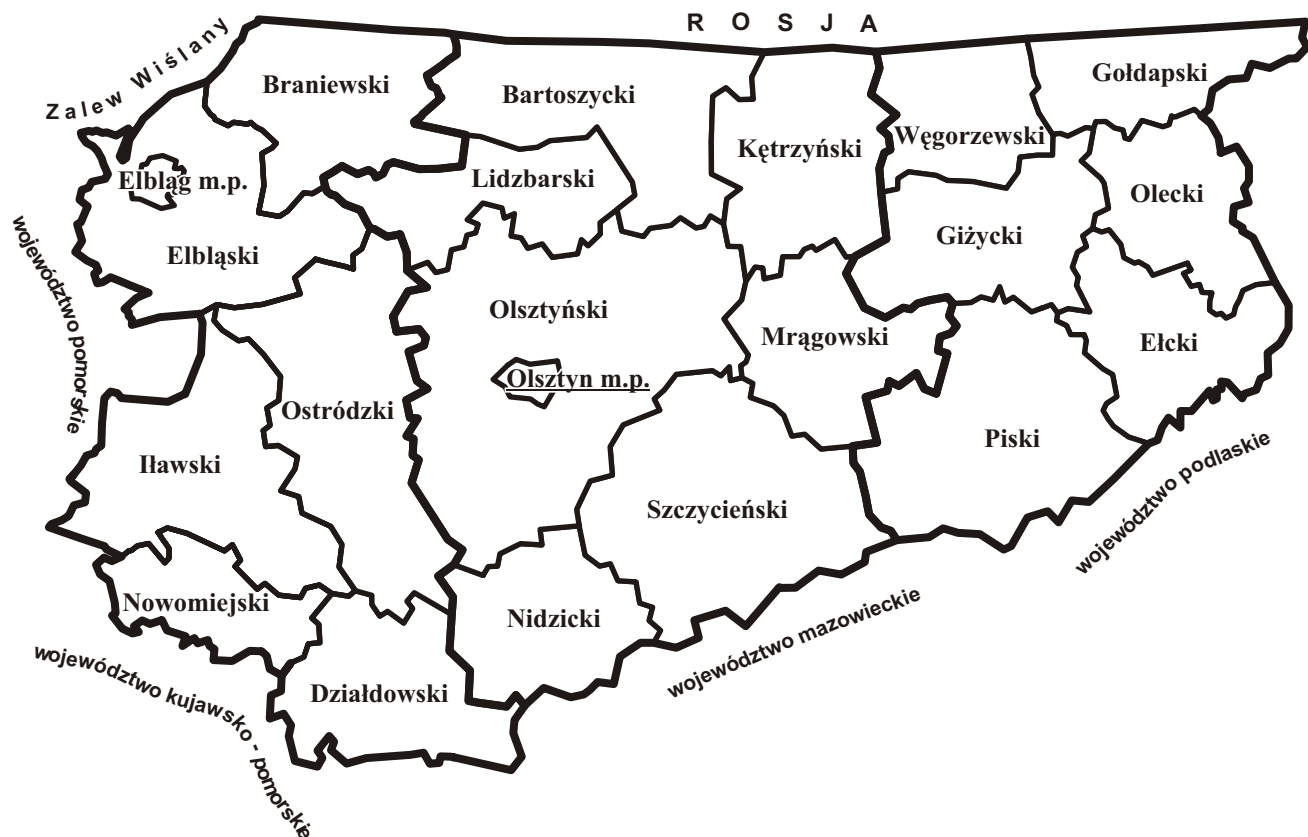 R O S J A
Zalew Wiślany
Braniewski
Bartoszycki
Gołdapski
Kętrzyński
Węgorzewski
Elbląg m.p.
Lidzbarski
Olecki
Elbląski
Giżycki
województwo pomorskie
Olsztyński
Mrągowski
Ełcki
Olsztyn m.p.
Ostródzki
Piski
Iławski
Szczycieński
województwo podlaskie
Nowomiejski
Nidzicki
województwo mazowieckie
Działdowski
województwo kujawsko - pomorskie